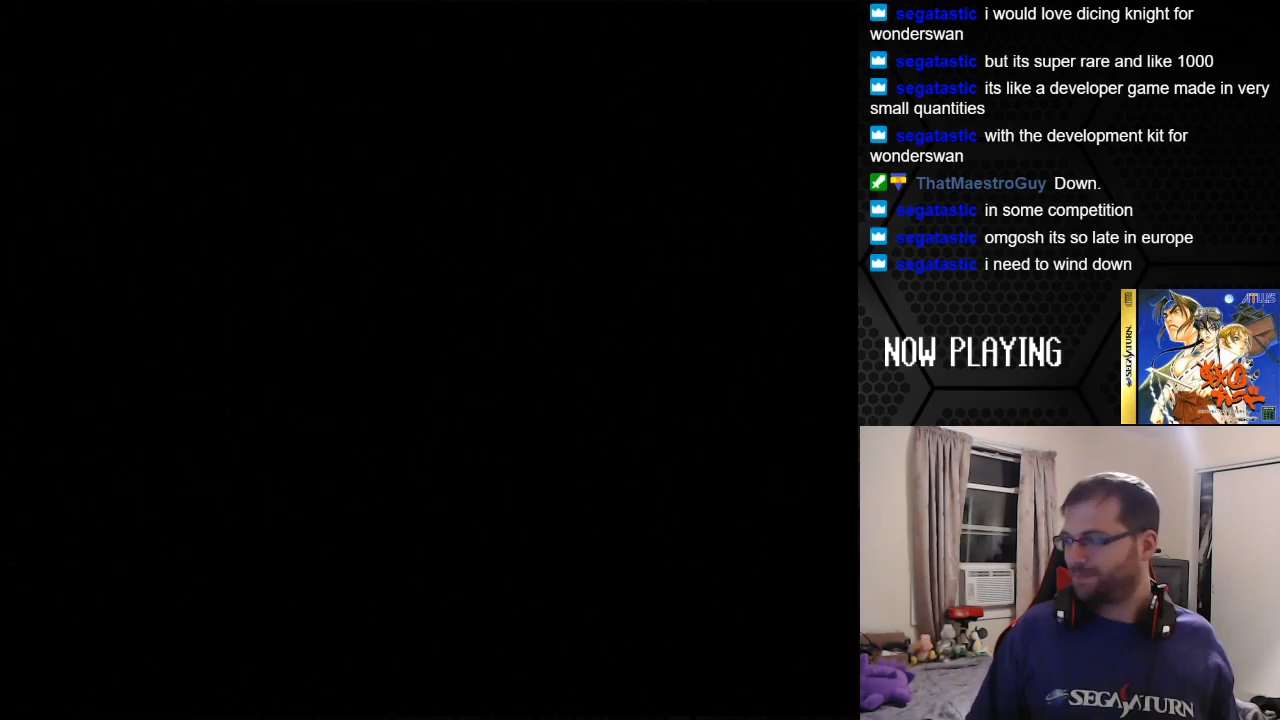 segatastic i would love dicing knight for
wonderswan
segatastic but its super rare and like 1000
segatastic its like a developer game made in very
small quantities
segatastic with the development kit for
wonderswan
ThatMaestroGuy Down.
segatastic in some competition
segatastic omgosh its so late in europe
segatastic i need to wind down
ATLUS
SEGA SATURN
NOW PLAYING
SEGA SATURN